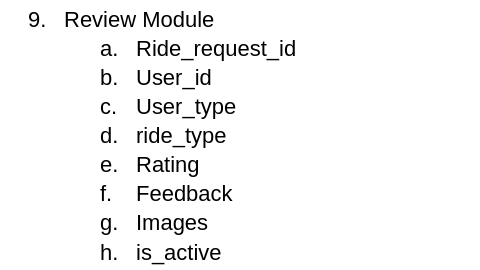 9. Review Module
a. Ride_request_id
b. User_id
c. User_type
d. ride_type
e. Rating
f. Feedback
g. Images
h. is_active